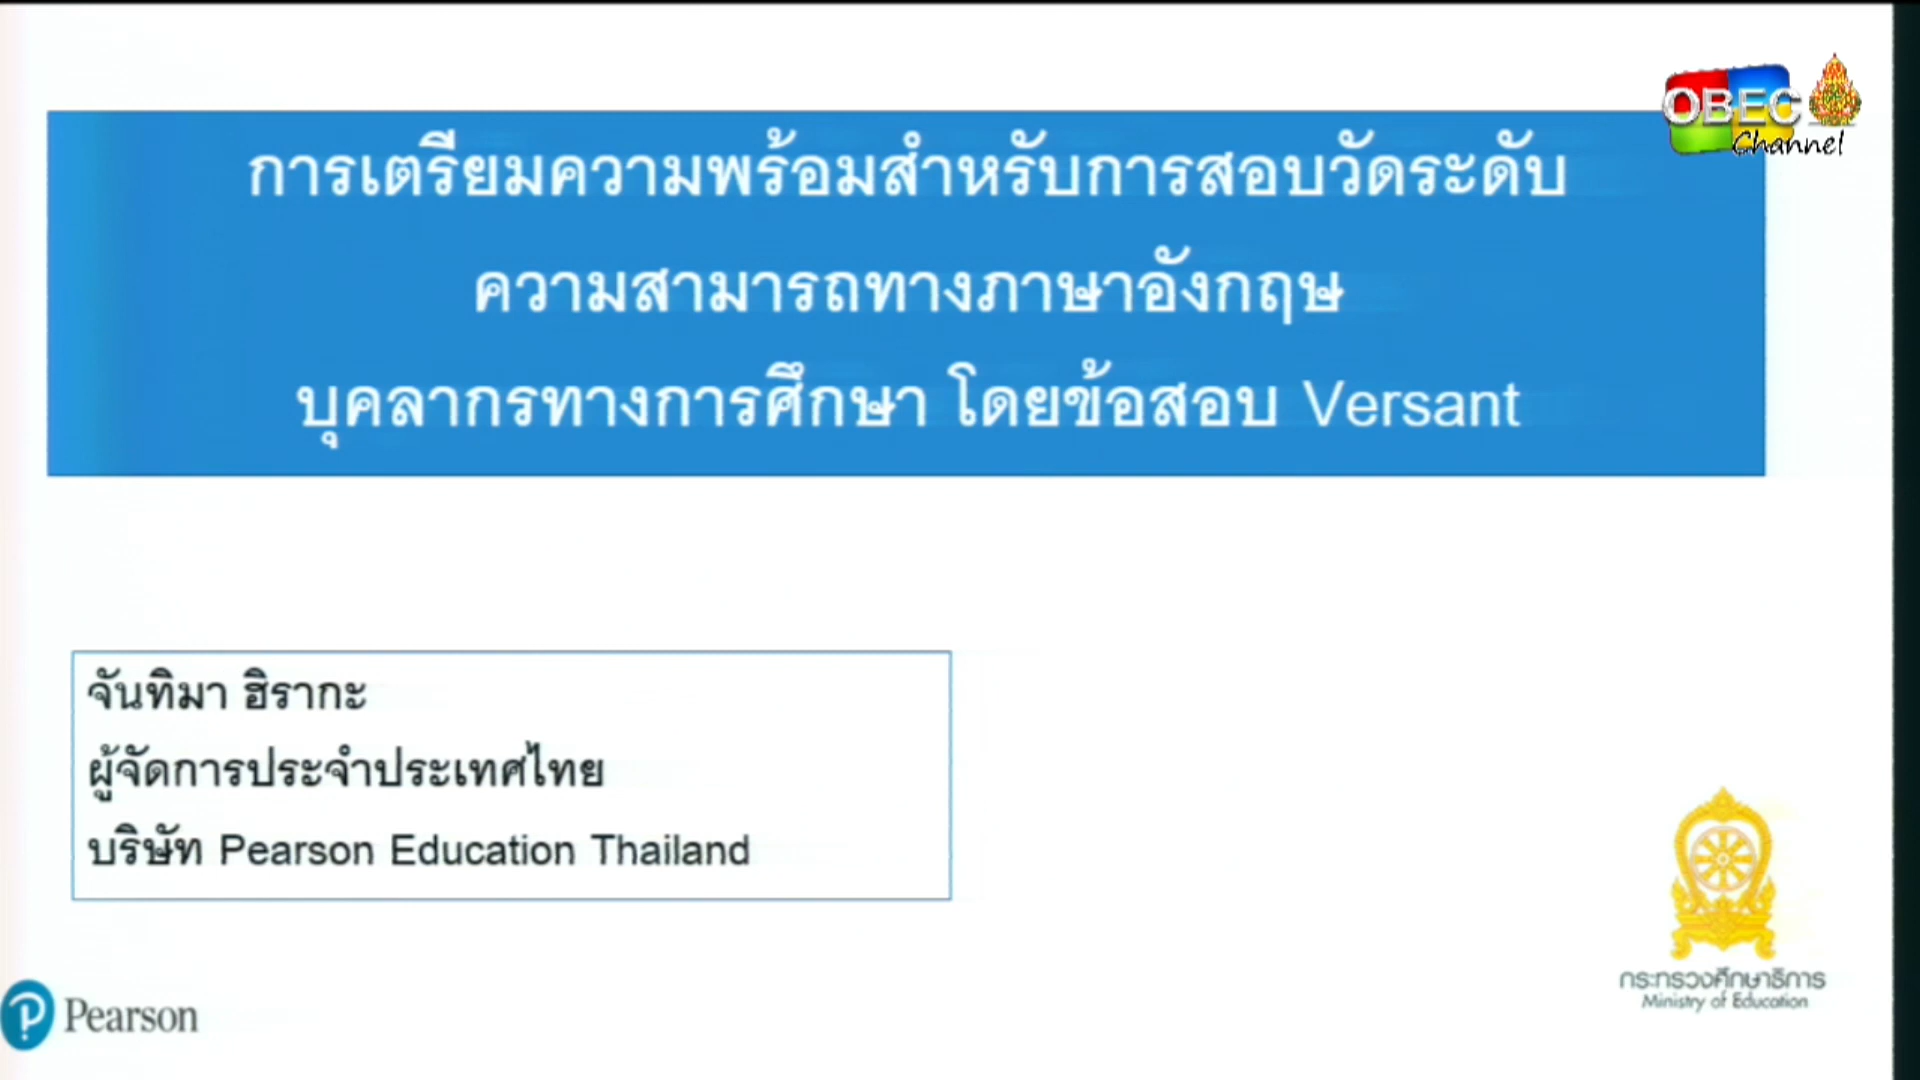 OBEC
Channel
การเตรียมความพร้อมสำหรับการสอบวัดระดับ
ความสามารถทางภาษาอังกฤษ
บุคลากรทางการศึกษา โดยข้อสอบ Versant
จันทิมา ฮิรากะ
ผู้จัดการประจำประเทศไทย
บริษัท Pearson Education Thailand
กระทรวงศึกษาธิการ
Ministry of Education
Pearson